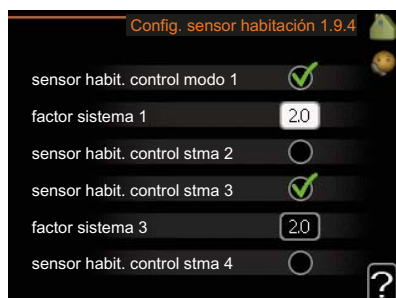 Config. sensor habitación 1.9.4
sensor habit. control modo 1
factor sistema 1 2.0
sensor habit. control stma 2
sensor habit. control stma 3
factor sistema 3 2.0
sensor habit. control stma 4
?